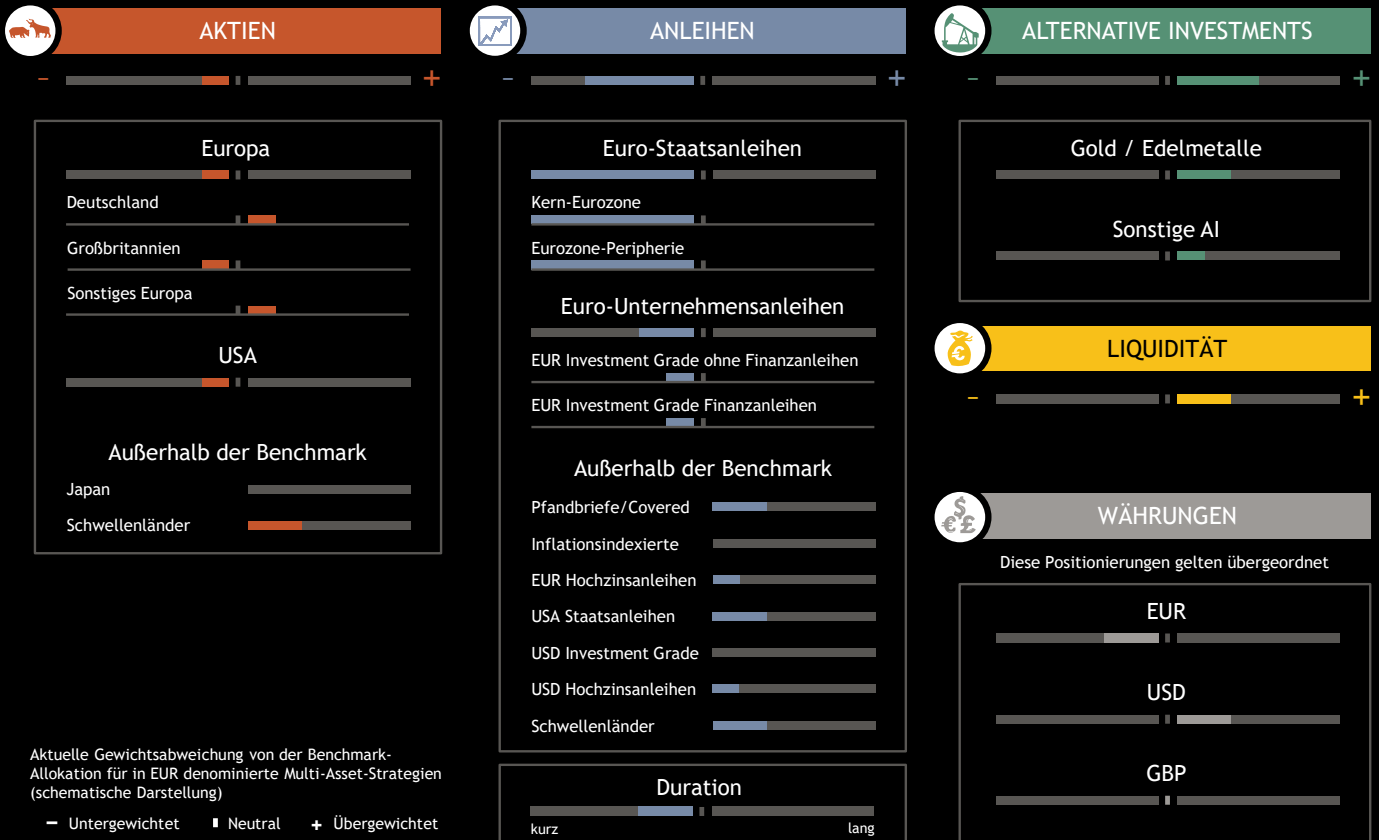 AKTIEN
- +
Europa
Deutschland
Großbritannien
Sonstiges Europa
USA
Außerhalb der Benchmark
Japan
Schwellenländer
Aktuelle Gewichtsabweichung von der Benchmark-
Allokation für in EUR denominierte Multi-Asset-Strategien
(schematische Darstellung)
− Untergewichtet ▮ Neutral + Übergewichtet
ANLEIHEN
- +
Euro-Staatsanleihen
Kern-Eurozone
Eurozone-Peripherie
Euro-Unternehmensanleihen
EUR Investment Grade ohne Finanzanleihen
EUR Investment Grade Finanzanleihen
Außerhalb der Benchmark
Pfandbriefe/Covered
Inflationsindexierte
EUR Hochzinsanleihen
USA Staatsanleihen
USD Investment Grade
USD Hochzinsanleihen
Schwellenländer
Duration
kurz lang
ALTERNATIVE INVESTMENTS
- +
Gold / Edelmetalle
Sonstige AI
€
LIQUIDITÄT
- +
$
€£
WÄHRUNGEN
Diese Positionierungen gelten übergeordnet
EUR
USD
GBP